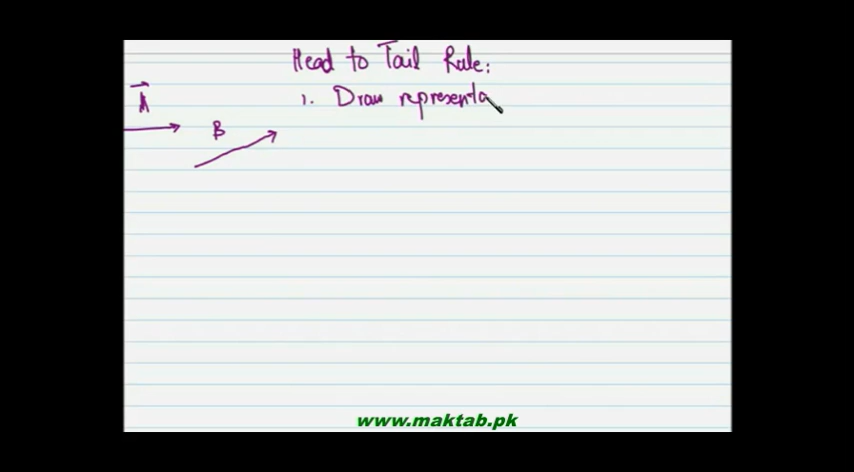 Head to Tail Rule:
1. Draw representa
A
B
www.maktab.pk